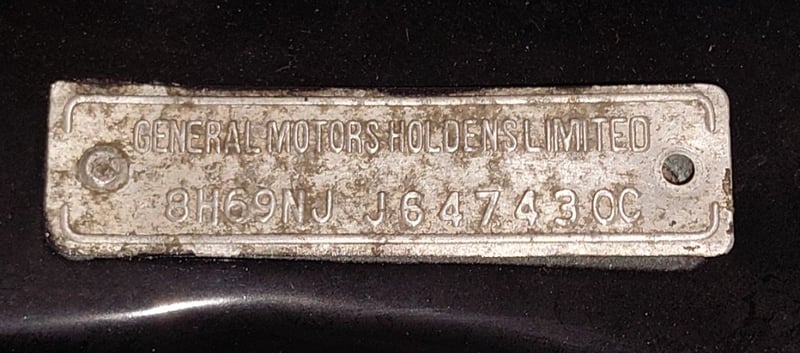 GENERAL MOTORS HOLDENS LIMITED
8H69NJ J647430C